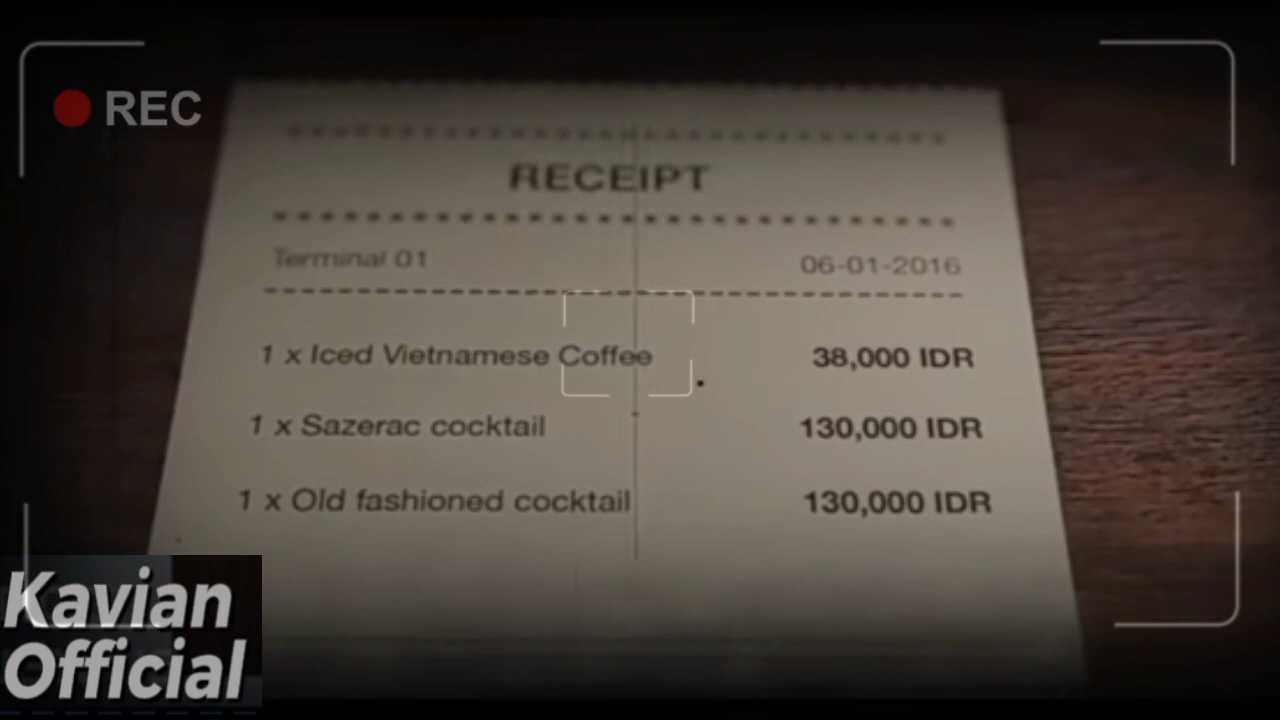 REC
RECEIPT
Terminal 01 06-01-2016
1 x Iced Vietnamese Coffee 38,000 IDR
1 x Sazerac cocktail 130,000 IDR
1 x Old fashioned cocktail 130,000 IDR
Kavian
Official